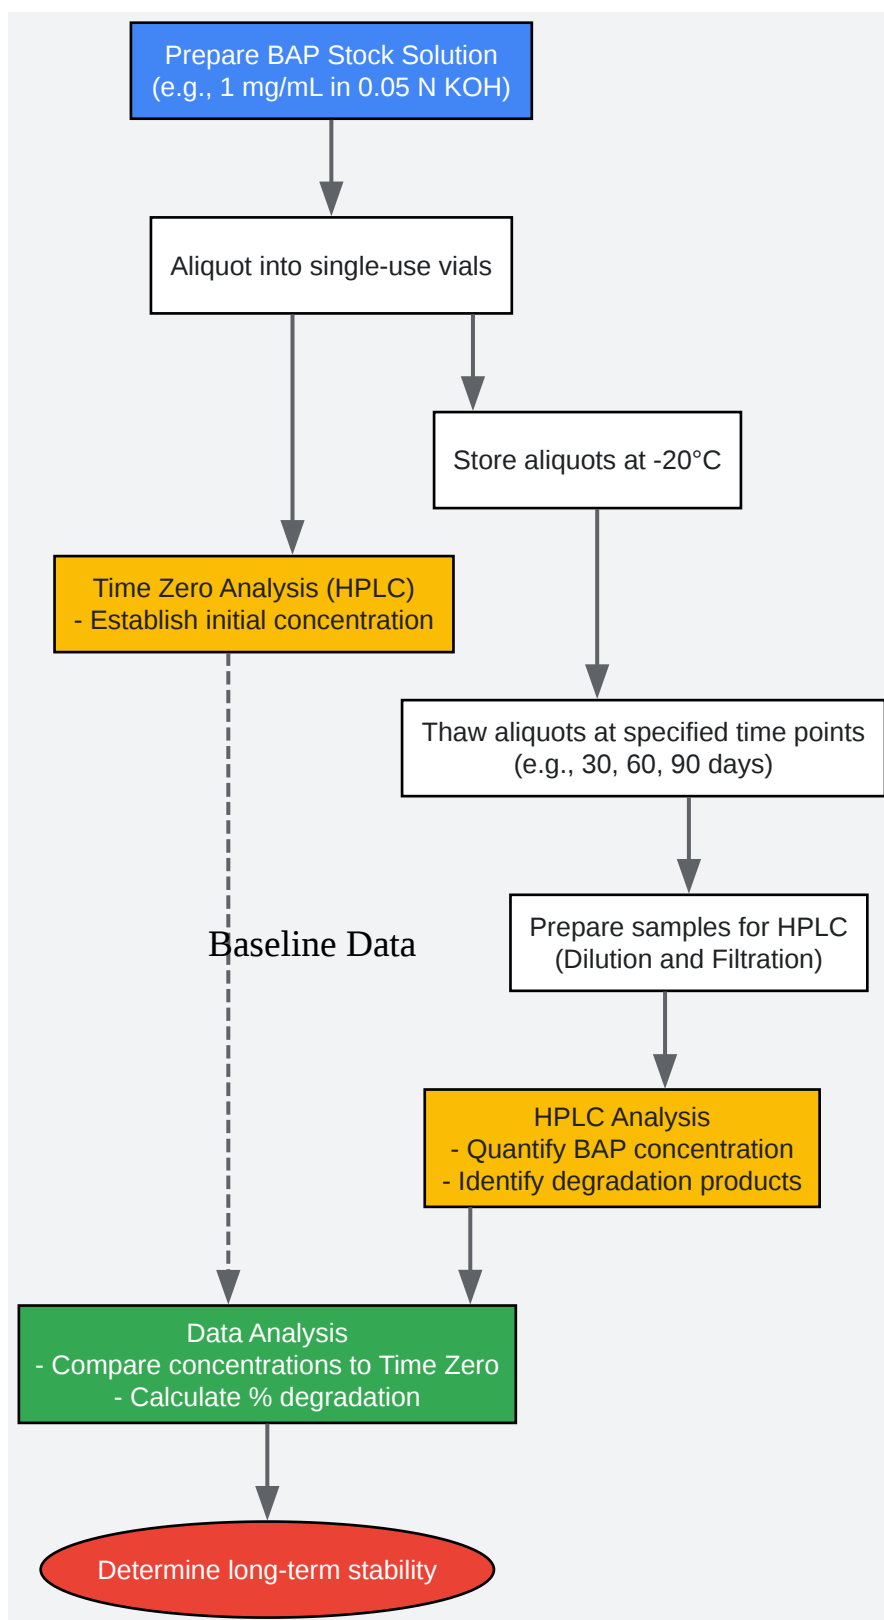 Prepare BAP Stock Solution
(e.g., 1 mg/mL in 0.05 N KOH)
Aliquot into single-use vials
Store aliquots at -20°C
Time Zero Analysis (HPLC)
- Establish initial concentration
Thaw aliquots at specified time points
(e.g., 30, 60, 90 days)
Prepare samples for HPLC
(Dilution and Filtration)
Baseline Data
HPLC Analysis
- Quantify BAP concentration
- Identify degradation products
Data Analysis
- Compare concentrations to Time Zero
- Calculate % degradation
Determine long-term stability